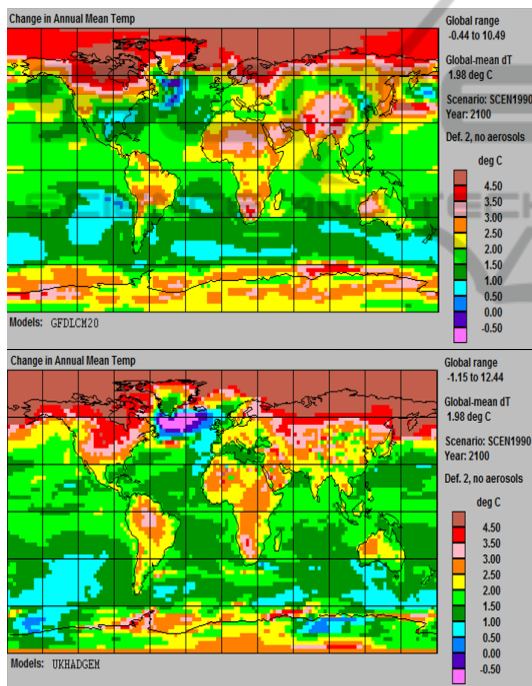 Change in Annual Mean Temp
Global range
-0.44 to 10.49
Global-mean dT
1.98 deg C
Scenario: SCEN1990
Year: 2100
Def. 2, no aerosols
deg C
4.50
3.50
3.00
2.50
2.00
1.50
1.00
0.50
0.00
-0.50
Models: GFDLCM20
Change in Annual Mean Temp
Global range
-1.15 to 12.44
Global-mean dT
1.98 deg C
Scenario: SCEN1990
Year: 2100
Def. 2, no aerosols
deg C
4.50
3.50
3.00
2.50
2.00
1.50
1.00
0.50
0.00
-0.50
Models: UKHADGEM